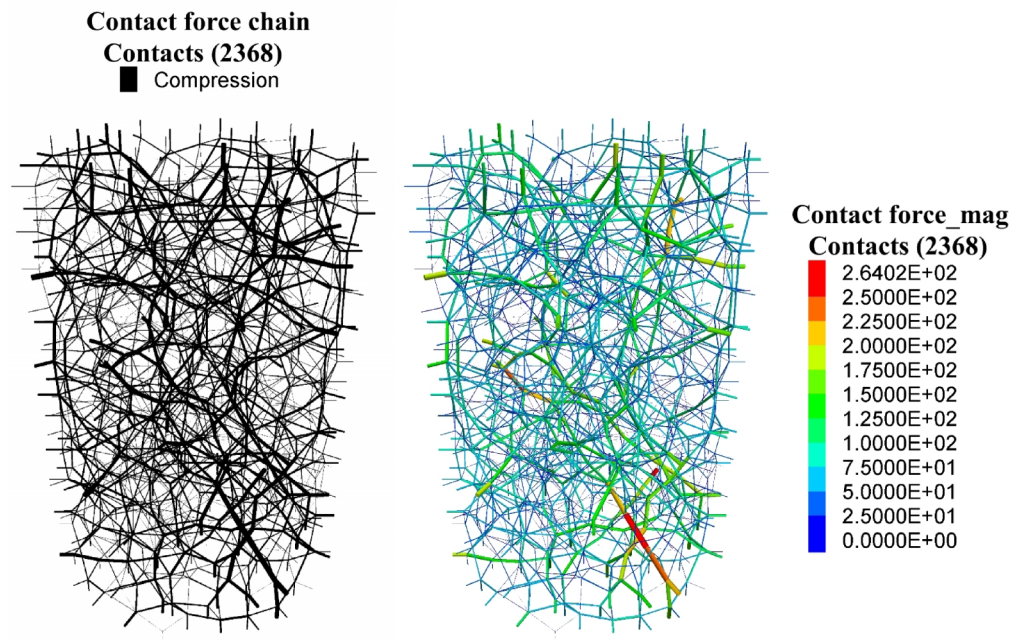 Contact force chain
Contacts (2368)
Compression
Contact force_mag
Contacts (2368)
2.6402E+02
2.5000E+02
2.2500E+02
2.0000E+02
1.7500E+02
1.5000E+02
1.2500E+02
1.0000E+02
7.5000E+01
5.0000E+01
2.5000E+01
0.0000E+00